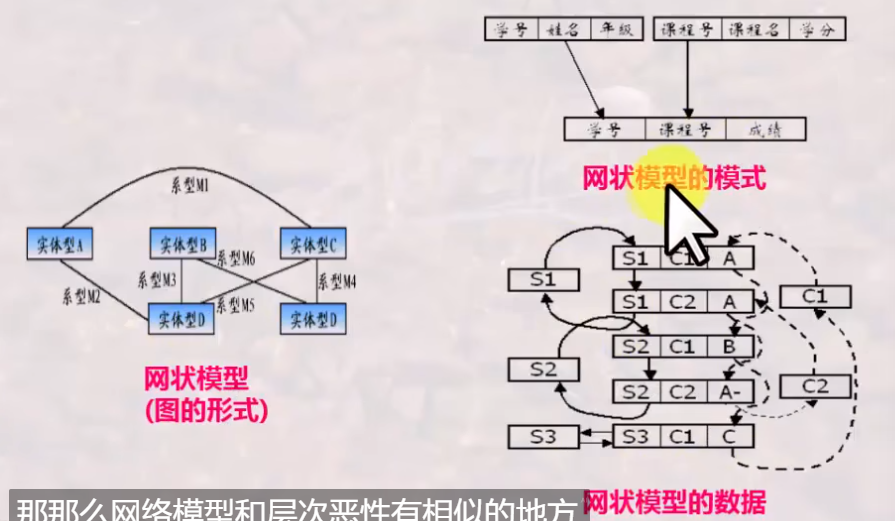 学号 姓名 年级 课程号 课程名 学分
学号 课程号 成绩
网状模型的模式
系型M1
实体型A 实体型B 实体型C
系型M6
系型M3 系型M4
系型M2 系型M5
实体型D 实体型D
网状模型
(图的形式)
S1 C1 A
S1
S1 C2 A
C1
S2 C1 B
S2
S2 C2 A-
C2
S3
S3 C1 C
网状模型的数据
那那么网络模型和层次恶性有相似的地方